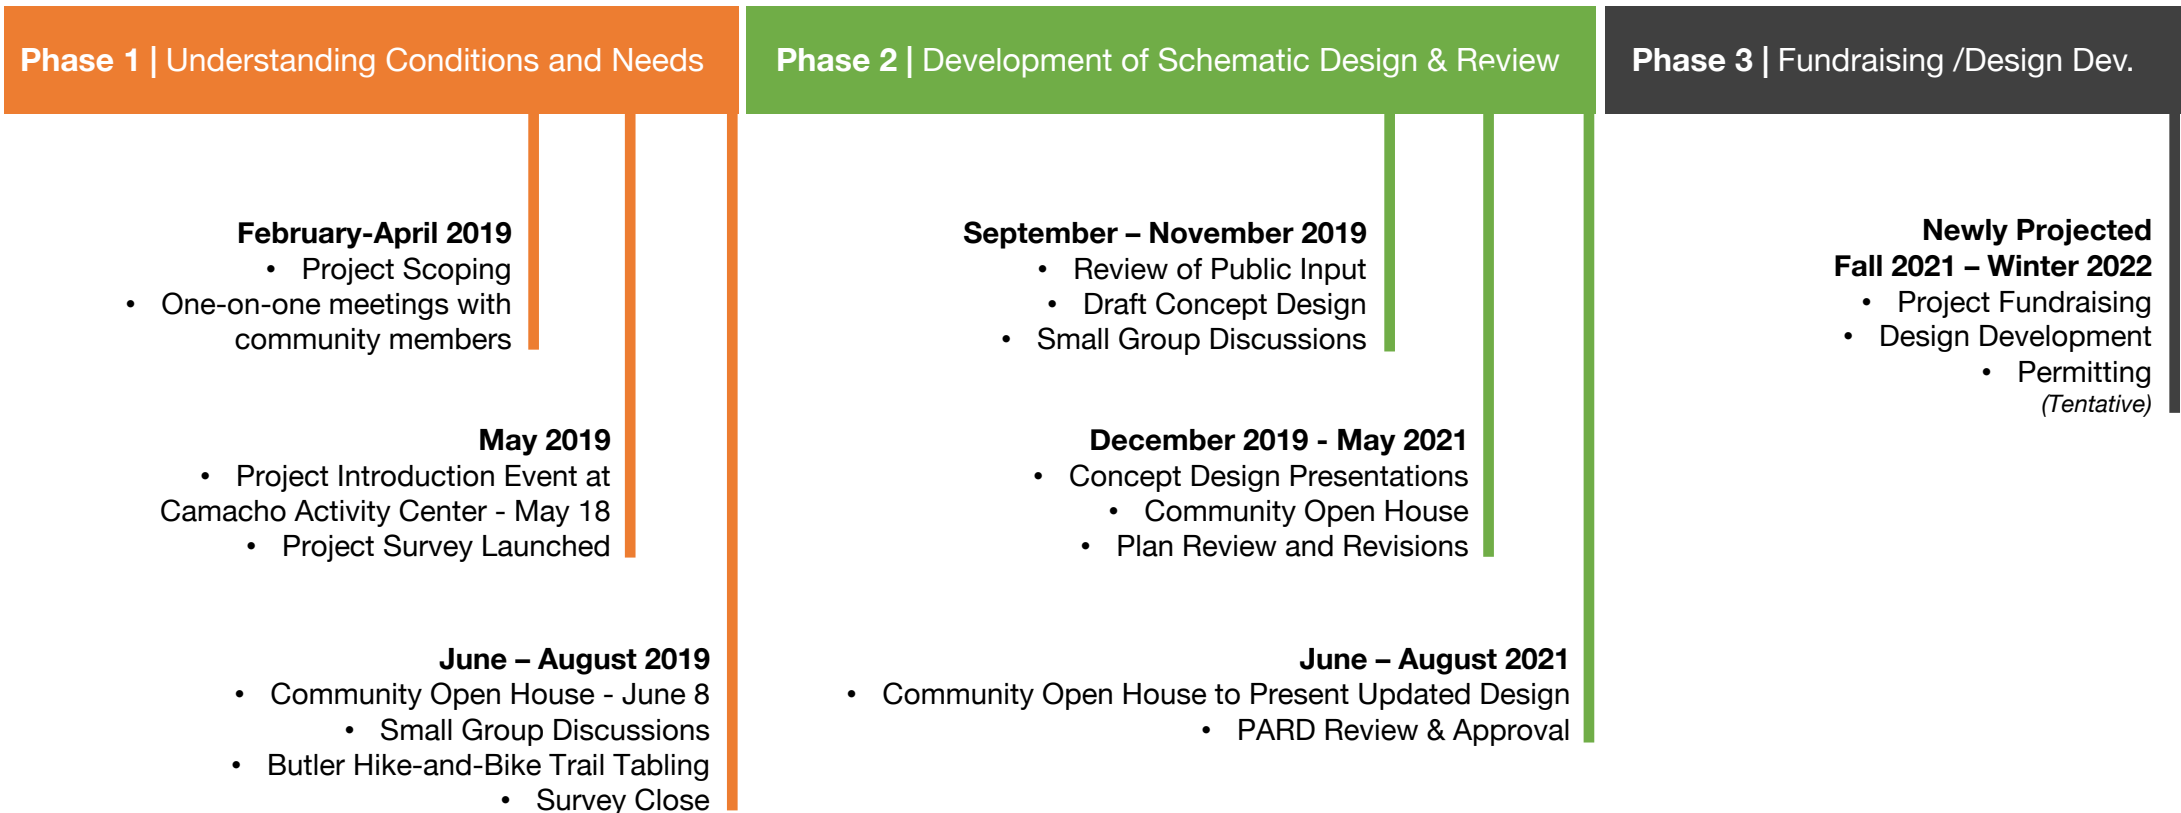 Phase 1 | Understanding Conditions and Needs
February-April 2019
• Project Scoping
• One-on-one meetings with
community members
May 2019
• Project Introduction Event at
Camacho Activity Center - May 18
• Project Survey Launched
June – August 2019
• Community Open House - June 8
• Small Group Discussions
• Butler Hike-and-Bike Trail Tabling
• Survey Close
Phase 2 | Development of Schematic Design & Review
September – November 2019
• Review of Public Input
• Draft Concept Design
• Small Group Discussions
December 2019 - May 2021
• Concept Design Presentations
• Community Open House
• Plan Review and Revisions
June – August 2021
• Community Open House to Present Updated Design
• PARD Review & Approval
Phase 3 | Fundraising /Design Dev.
Newly Projected
Fall 2021 – Winter 2022
• Project Fundraising
• Design Development
• Permitting
(Tentative)